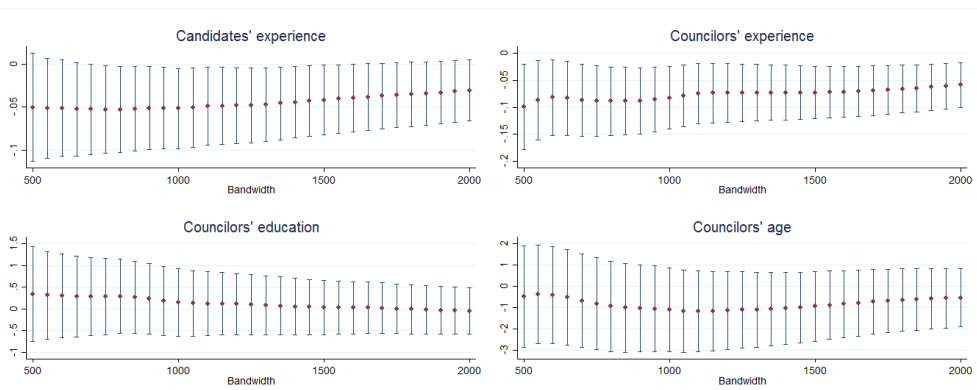 Candidates' experience
0
-.05
-.1
500 1000 1500 2000
Bandwidth
Councilors' experience
0
-.05
-.1
-.15
-.2
500 1000 1500 2000
Bandwidth
Councilors' education
1.5
1
.5
0
-.5
-1
500 1000 1500 2000
Bandwidth
Councilors' age
2
1
0
-1
-2
-3
500 1000 1500 2000
Bandwidth